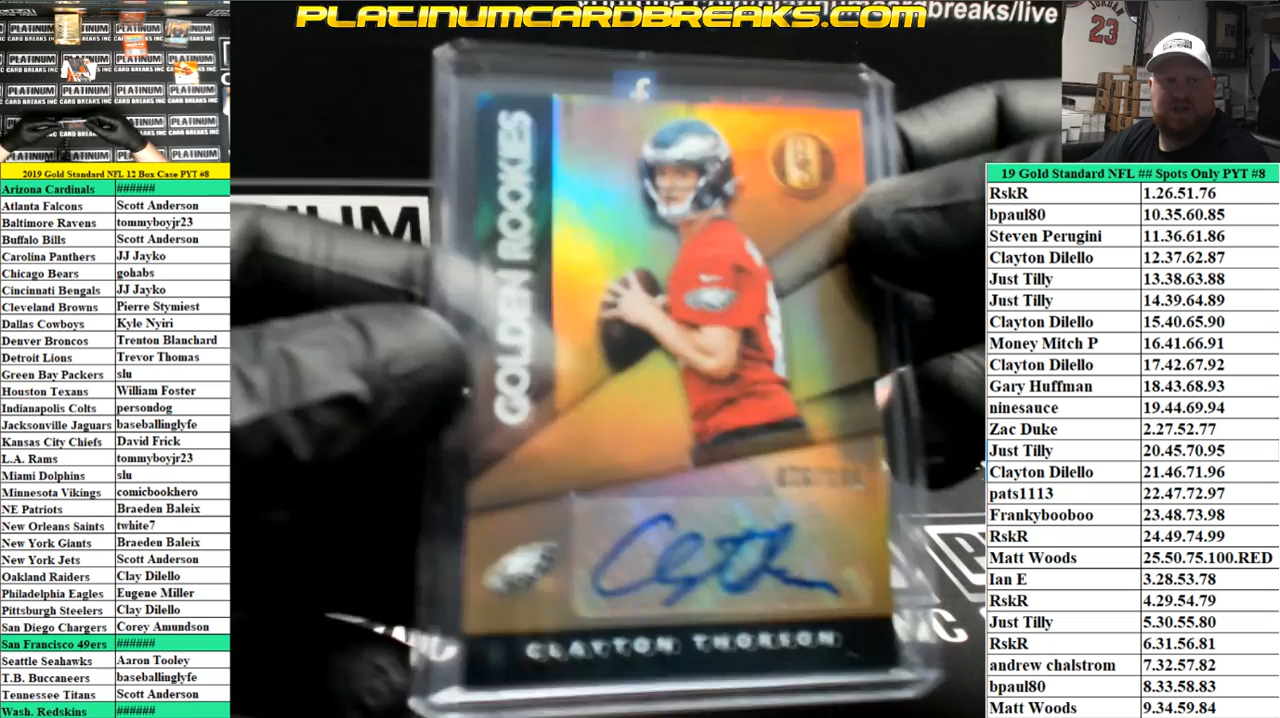 PLATINUMCARDBREAKS.COM
2019 Gold Standard NFL 12 Box Case PYT #8
Arizona Cardinals ######
Atlanta Falcons Scott Anderson
Baltimore Ravens tommyboyjr23
Buffalo Bills Scott Anderson
Carolina Panthers JJ Jayko
Chicago Bears gohabs
Cincinnati Bengals JJ Jayko
Cleveland Browns Pierre Stymiest
Dallas Cowboys Kyle Nyiri
Denver Broncos Trenton Blanchard
Detroit Lions Trevor Thomas
Green Bay Packers slu
Houston Texans William Foster
Indianapolis Colts persondog
Jacksonville Jaguars baseballinglyfe
Kansas City Chiefs David Frick
L.A. Rams tommyboyjr23
Miami Dolphins slu
Minnesota Vikings comicbookhero
NE Patriots Braeden Baleix
New Orleans Saints twhite7
New York Giants Braeden Baleix
New York Jets Scott Anderson
Oakland Raiders Clay Dilello
Philadelphia Eagles Eugene Miller
Pittsburgh Steelers Clay Dilello
San Diego Chargers Corey Amundson
San Francisco 49ers ######
Seattle Seahawks Aaron Tooley
T.B. Buccaneers baseballinglyfe
Tennessee Titans Scott Anderson
Wash. Redskins ######
GOLDEN ROOKIES
CLAYTON THORSON
JORDAN
23
19 Gold Standard NFL ## Spots Only PYT #8
RskR 1.26.51.76
bpaul80 10.35.60.85
Steven Perugini 11.36.61.86
Clayton Dilello 12.37.62.87
Just Tilly 13.38.63.88
Just Tilly 14.39.64.89
Clayton Dilello 15.40.65.90
Money Mitch P 16.41.66.91
Clayton Dilello 17.42.67.92
Gary Huffman 18.43.68.93
ninesauce 19.44.69.94
Zac Duke 2.27.52.77
Just Tilly 20.45.70.95
Clayton Dilello 21.46.71.96
pats1113 22.47.72.97
Frankybooboo 23.48.73.98
RskR 24.49.74.99
Matt Woods 25.50.75.100.RED
Ian E 3.28.53.78
RskR 4.29.54.79
Just Tilly 5.30.55.80
RskR 6.31.56.81
andrew chalstrom 7.32.57.82
bpaul80 8.33.58.83
Matt Woods 9.34.59.84